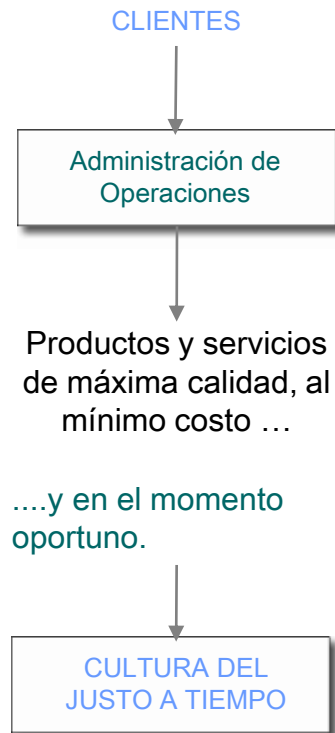 CLIENTES
Administración de
Operaciones
Productos y servicios
de máxima calidad, al
mínimo costo …
....y en el momento
oportuno.
CULTURA DEL
JUSTO A TIEMPO